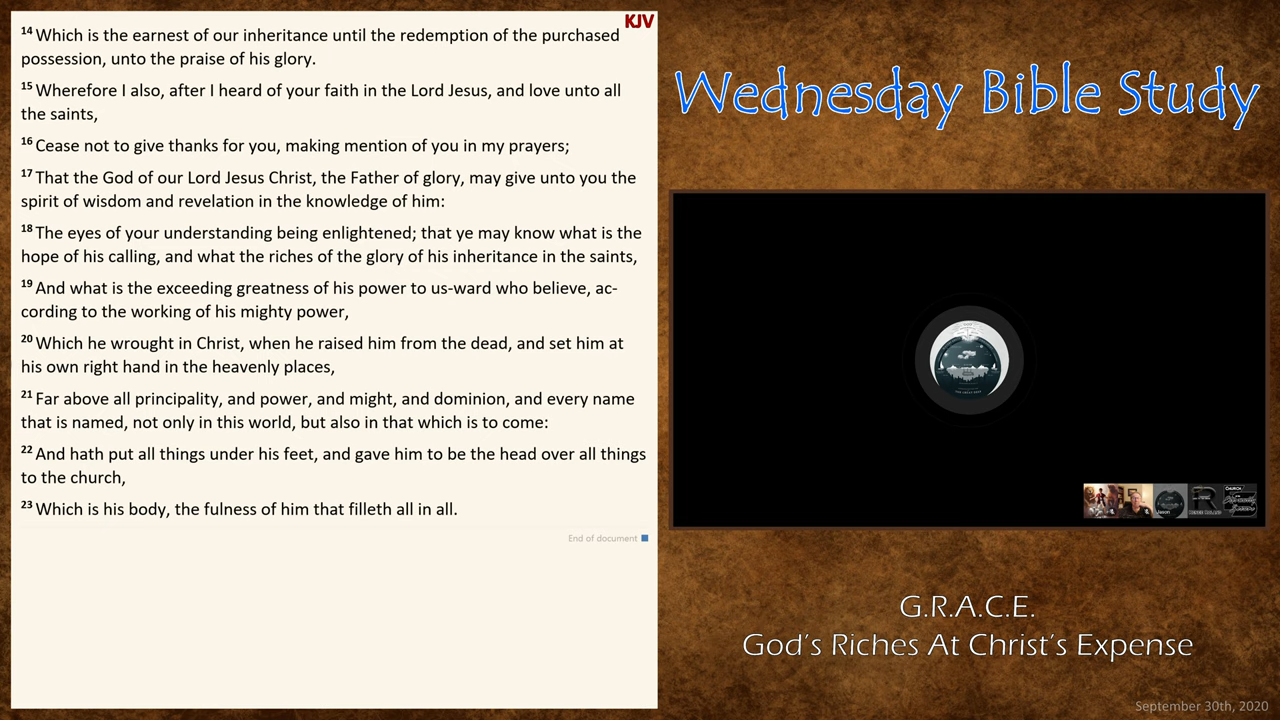 KJV
14 Which is the earnest of our inheritance until the redemption of the purchased
possession, unto the praise of his glory.
15 Wherefore I also, after I heard of your faith in the Lord Jesus, and love unto all
the saints,
16 Cease not to give thanks for you, making mention of you in my prayers;
17 That the God of our Lord Jesus Christ, the Father of glory, may give unto you the
spirit of wisdom and revelation in the knowledge of him:
18 The eyes of your understanding being enlightened; that ye may know what is the
hope of his calling, and what the riches of the glory of his inheritance in the saints,
19 And what is the exceeding greatness of his power to us-ward who believe, ac-
cording to the working of his mighty power,
20 Which he wrought in Christ, when he raised him from the dead, and set him at
his own right hand in the heavenly places,
21 Far above all principality, and power, and might, and dominion, and every name
that is named, not only in this world, but also in that which is to come:
22 And hath put all things under his feet, and gave him to be the head over all things
to the church,
23 Which is his body, the fulness of him that filleth all in all.
End of document
Wednesday Bible Study
G.R.A.C.E.
God's Riches At Christ's Expense
September 30th, 2020